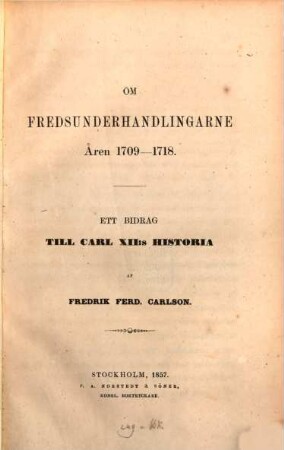 OM
FREDSUNDERHANDLINGARNE
Åren 1709—1718.
ETT BIDRAG
TILL CARL XII:s HISTORIA
AF
FREDRIK FERD. CARLSON.
STOCKHOLM, 1857.
P. A. NORSTEDT & SÖNER,
KONGL. BOKTRYCKARE.